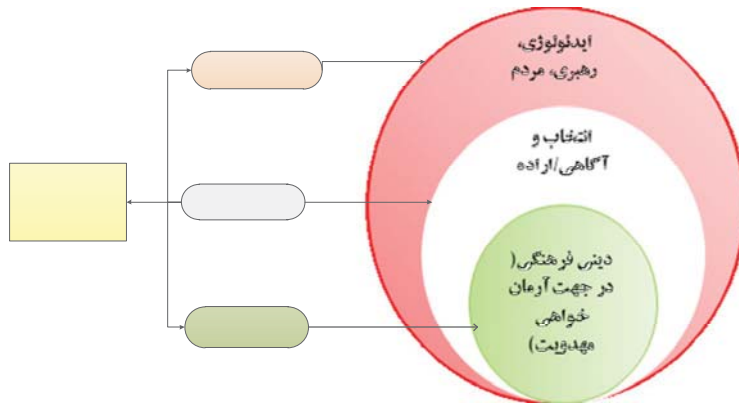 ایدئولوژی،
رهبری، مردم
انتخاب و
آگاهی/اراده
دینی فرهنگی(
در جهت آرمان
خواهی
مهدویت)